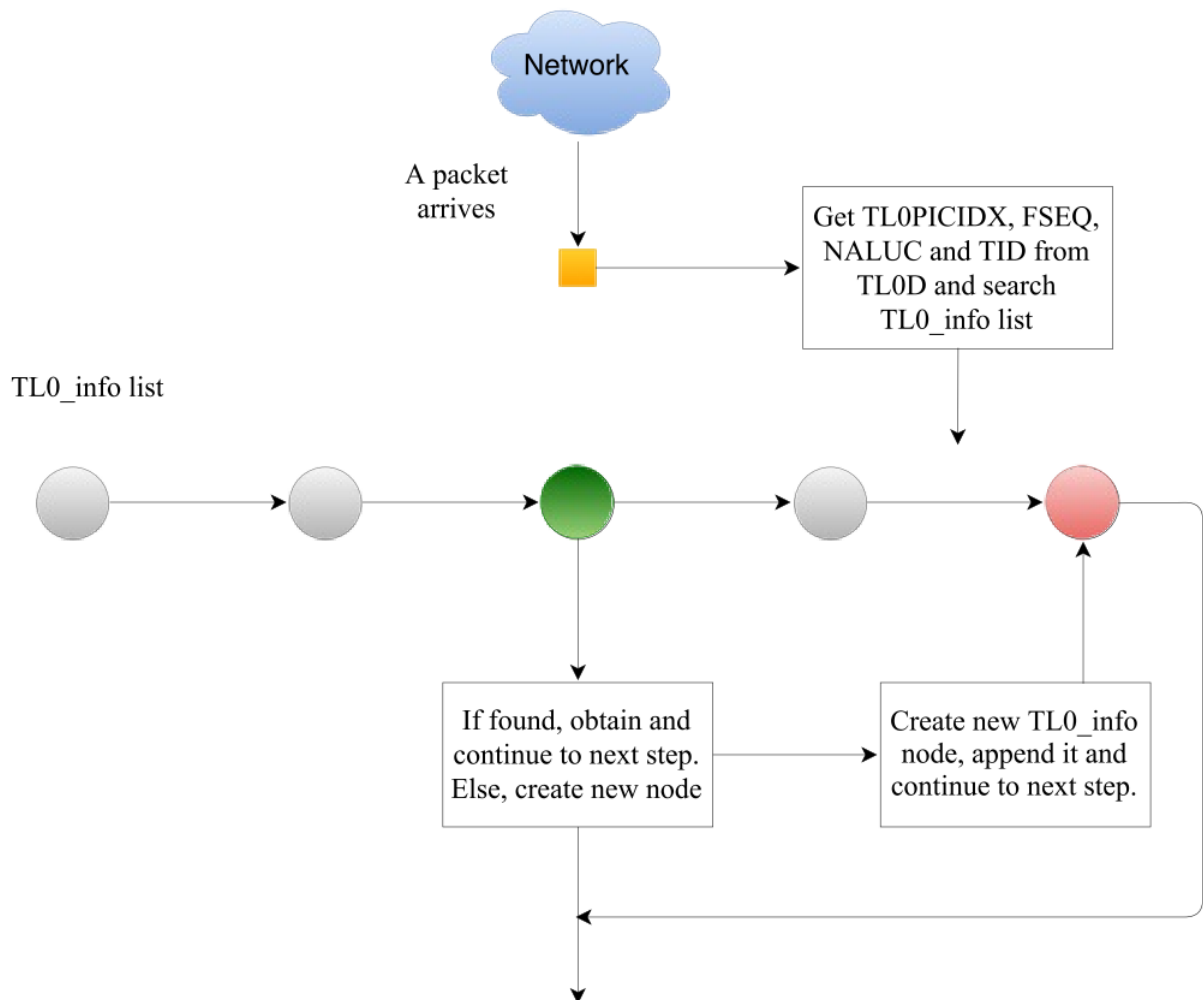 Network
A packet
arrives
Get TL0PICIDX, FSEQ,
NALUC and TID from
TL0D and search
TL0_info list
TL0_info list
If found, obtain and
continue to next step.
Else, create new node
Create new TL0_info
node, append it and
continue to next step.